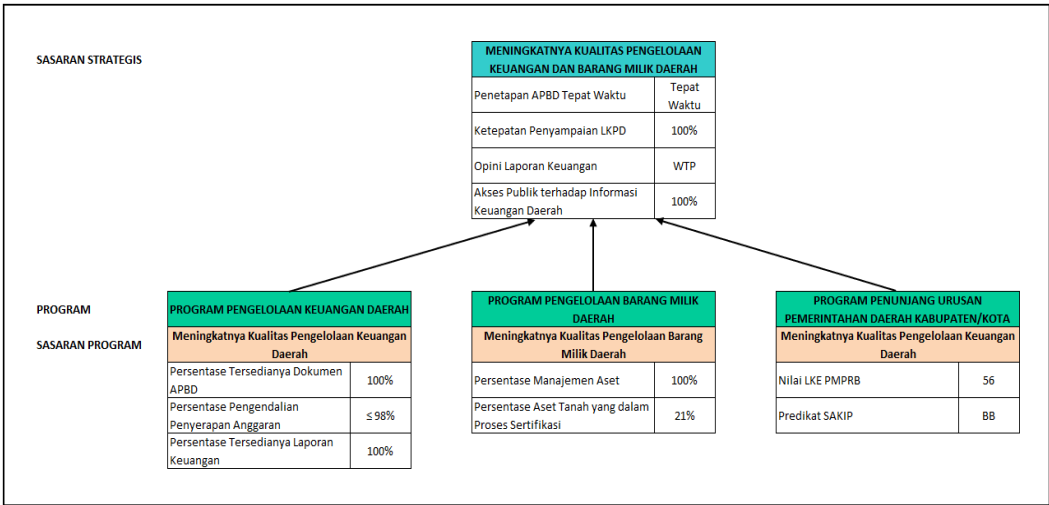 SASARAN STRATEGIS
MENINGKATNYA KUALITAS PENGELOLAAN
KEUANGAN DAN BARANG MILIK DAERAH
Penetapan APBD Tepat Waktu
Tepat
Waktu
Ketepatan Penyampaian LKPD
100%
Opini Laporan Keuangan
WTP
Akses Publik terhadap Informasi
Keuangan Daerah
100%
PROGRAM
PROGRAM PENGELOLAAN KEUANGAN DAERAH
PROGRAM PENGELOLAAN BARANG MILIK
DAERAH
PROGRAM PENUNJANG URUSAN
PEMERINTAHAN DAERAH KABUPATEN/KOTA
SASARAN PROGRAM
Meningkatnya Kualitas Pengelolaan Keuangan
Daerah
Meningkatnya Kualitas Pengelolaan Barang
Milik Daerah
Meningkatnya Kualitas Pengelolaan Keuangan
Daerah
Persentase Tersedianya Dokumen
APBD
100%
Persentase Pengendalian
Penyerapan Anggaran
≤ 98%
Persentase Tersedianya Laporan
Keuangan
100%
Persentase Manajemen Aset
100%
Persentase Aset Tanah yang dalam
Proses Sertifikasi
21%
Nilai LKE PMPRB
56
Predikat SAKIP
BB